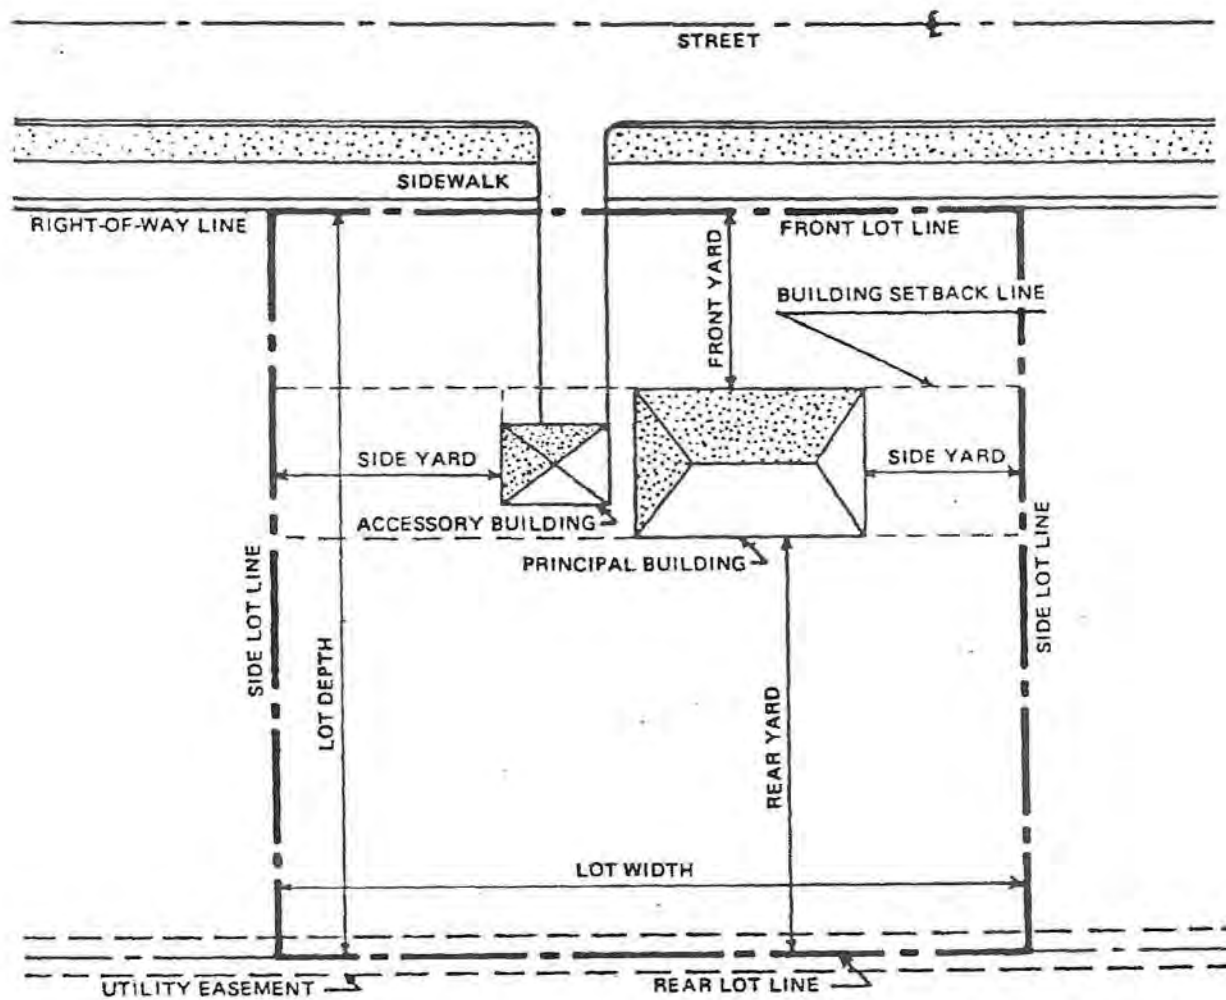 STREET
SIDEWALK
RIGHT-OF-WAY LINE
FRONT LOT LINE
FRONT YARD
BUILDING SETBACK LINE
SIDE YARD
SIDE YARD
ACCESSORY BUILDING
PRINCIPAL BUILDING
SIDE LOT LINE
SIDE LOT LINE
LOT DEPTH
REAR YARD
LOT WIDTH
UTILITY EASEMENT
REAR LOT LINE